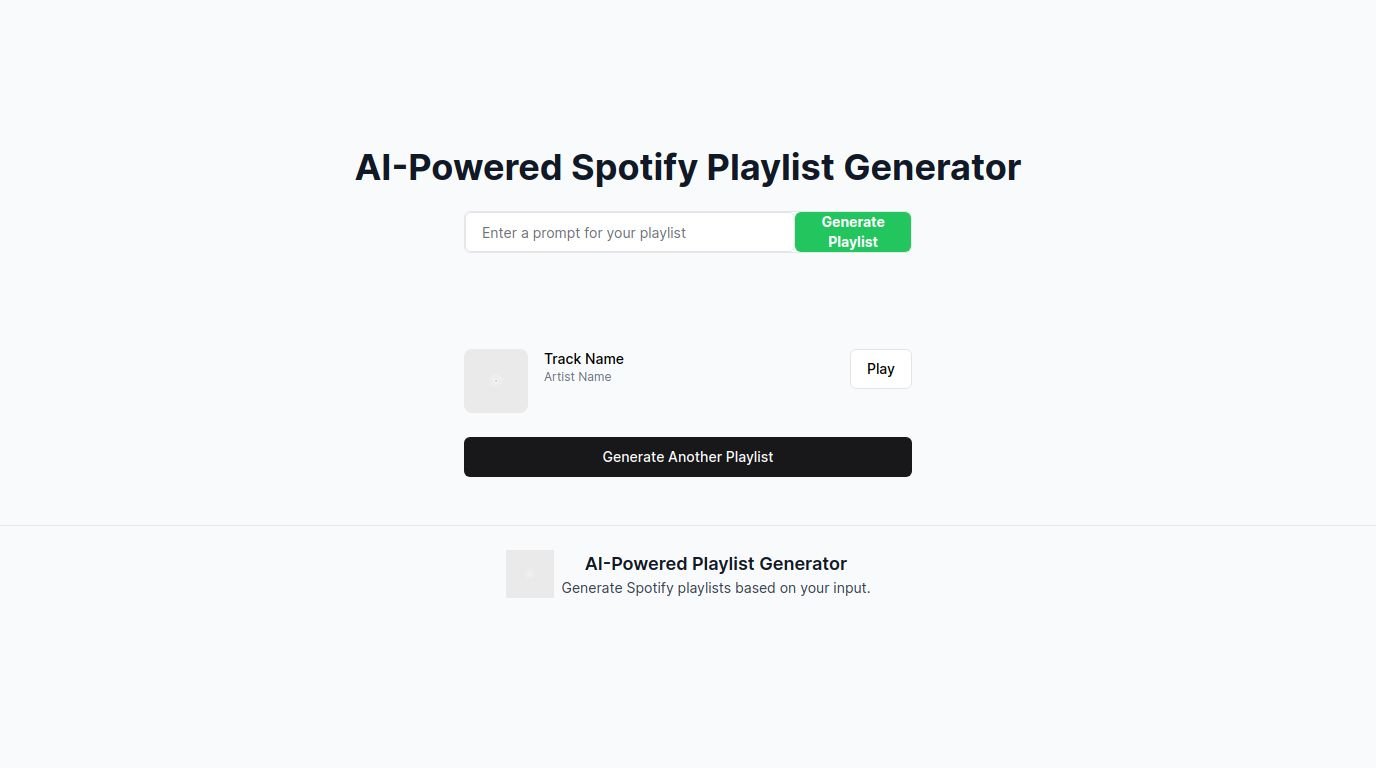 AI-Powered Spotify Playlist Generator
Enter a prompt for your playlist
Generate
Playlist
Track Name
Artist Name
Play
Generate Another Playlist
AI-Powered Playlist Generator
Generate Spotify playlists based on your input.